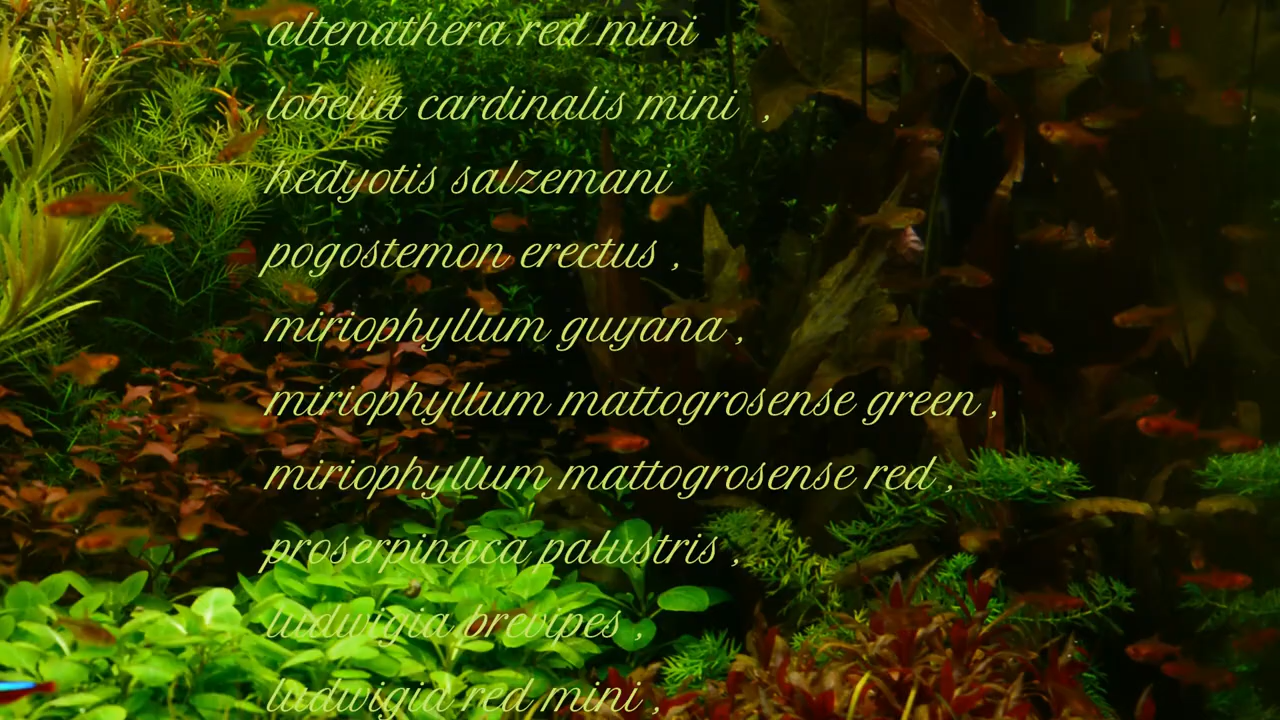 altenathera red mini
lobelia cardinalis mini ,
hedyotis salzemani
pogostemon erectus ,
miriophyllum guyana ,
miriophyllum mattogrosense green ,
miriophyllum mattogrosense red ,
proserpinaca palustris ,
ludwigia brevipes ,
ludwigia red mini ,